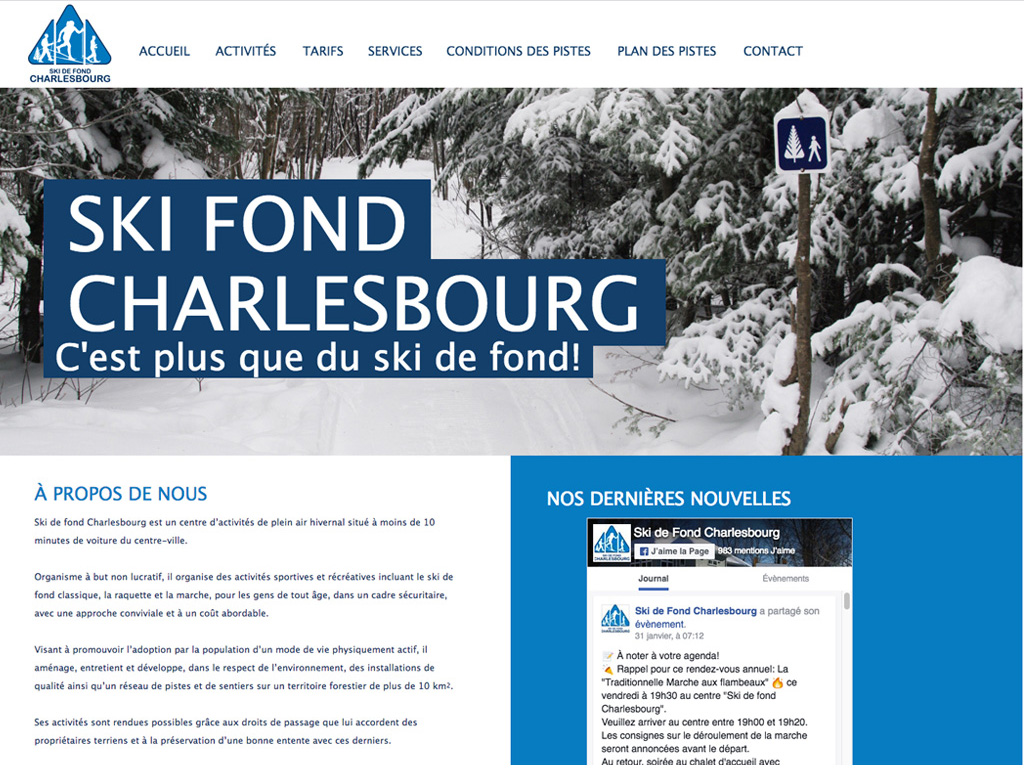 SKI DE FOND
CHARLESBOURG
ACCUEIL ACTIVITÉS TARIFS SERVICES CONDITIONS DES PISTES PLAN DES PISTES CONTACT
SKI FOND
CHARLESBOURG
C'est plus que du ski de fond!
À PROPOS DE NOUS
Ski de fond Charlesbourg est un centre d'activités de plein air hivernal situé à moins de 10
minutes de voiture du centre-ville.
Organisme à but non lucratif, il organise des activités sportives et récréatives incluant le ski de
fond classique, la raquette et la marche, pour les gens de tout âge, dans un cadre sécuritaire,
avec une approche conviviale et à un coût abordable.
Visant à promouvoir l'adoption par la population d'un mode de vie physiquement actif, il
aménage, entretient et développe, dans le respect de l'environnement, des installations de
qualité ainsi qu'un réseau de pistes et de sentiers sur un territoire forestier de plus de 10 km².
Ses activités sont rendues possibles grâce aux droits de passage que lui accordent des
propriétaires terriens et à la préservation d'une bonne entente avec ces derniers.
NOS DERNIÈRES NOUVELLES
SKI DE FOND
CHARLESBOURG
Ski de Fond Charlesbourg
J'aime la Page 983 mentions J'aime
Journal Évènements
SKI DE FOND
CHARLESBOURG
Ski de Fond Charlesbourg a partagé son
évènement.
31 janvier, à 07:12
📝 À noter à votre agenda!
✍ Rappel pour ce rendez-vous annuel: La
"Traditionnelle Marche aux flambeaux" 🔥 ce
vendredi à 19h30 au centre "Ski de fond
Charlesbourg".
Veuillez arriver au centre entre 19h00 et 19h20.
Les consignes sur le déroulement de la marche
seront annoncées avant le départ.
Au retour, soirée au chalet d'accueil avec